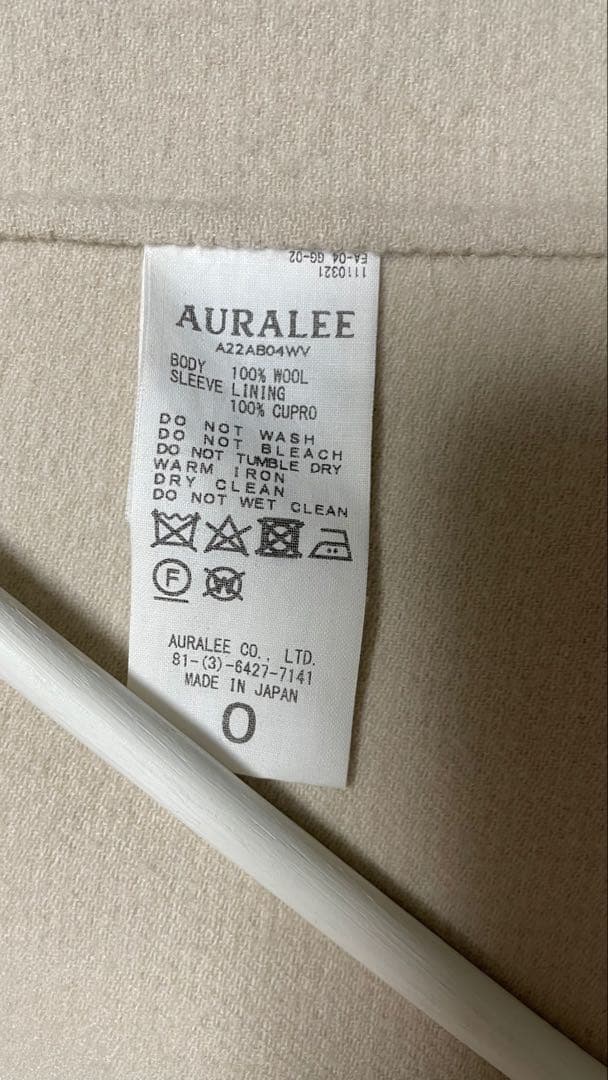 EA-04 GG-02
1110321
AURALEE
A22AB04WV
BODY 100% WOOL
SLEEVE LINING
100% CUPRO
DO NOT WASH
DO NOT BLEACH
DO NOT TUMBLE DRY
WARM IRON
DRY CLEAN
DO NOT WET CLEAN
F W
AURALEE CO., LTD.
81-(3)-6427-7141
MADE IN JAPAN
0